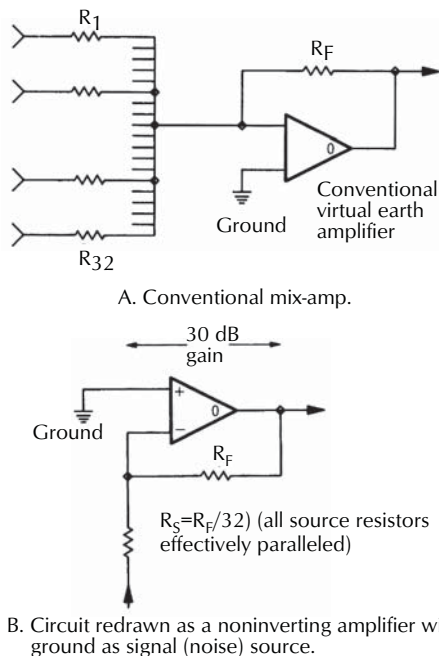 R1
RF
0
Conventional
virtual earth
amplifier
Ground
R32
A. Conventional mix-amp.
30 dB
gain
+
0
−
Ground
RF
RS=RF/32) (all source resistors
effectively paralleled)
B. Circuit redrawn as a noninverting amplifier w
ground as signal (noise) source.